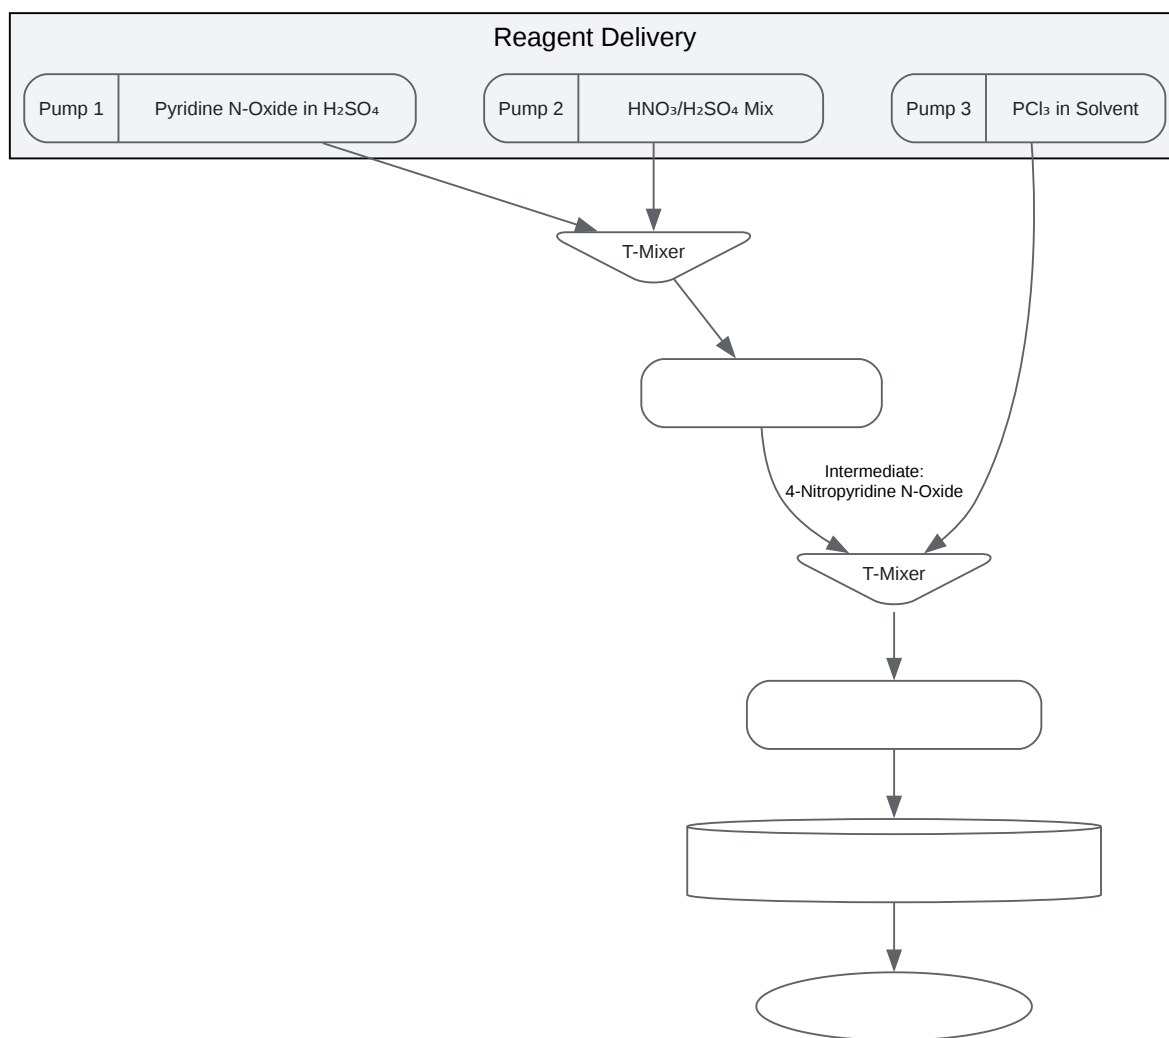 Reagent Delivery
Pump 1
Pyridine N-Oxide in H₂SO₄
Pump 2
HNO₃/H₂SO₄ Mix
Pump 3
PCl₃ in Solvent
T-Mixer
Intermediate:
4-Nitropyridine N-Oxide
T-Mixer